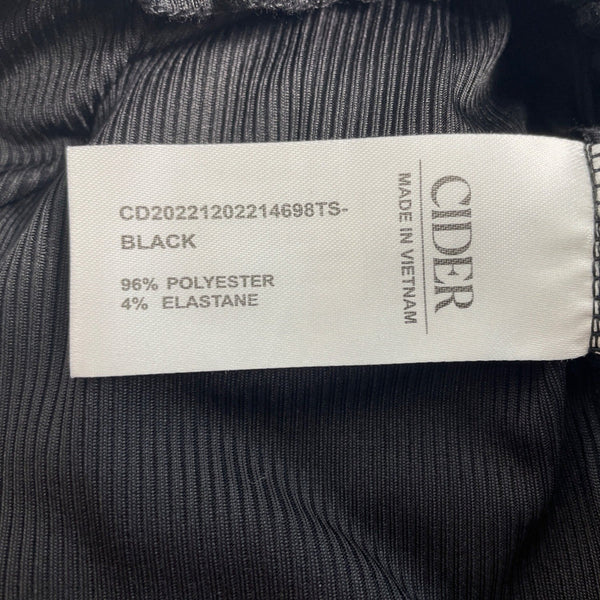 CD20221202214698TS-
BLACK
96% POLYESTER
4% ELASTANE
CIDER
MADE IN VIETNAM